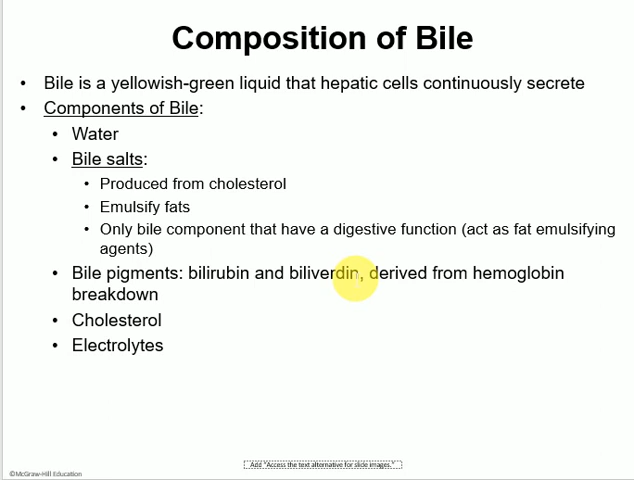 Composition of Bile
• Bile is a yellowish-green liquid that hepatic cells continuously secrete
• Components of Bile:
• Water
• Bile salts:
• Produced from cholesterol
• Emulsify fats
• Only bile component that have a digestive function (act as fat emulsifying
agents)
• Bile pigments: bilirubin and biliverdin, derived from hemoglobin
breakdown
• Cholesterol
• Electrolytes
Add "Access the text alternative for slide images."
©McGraw-Hill Education